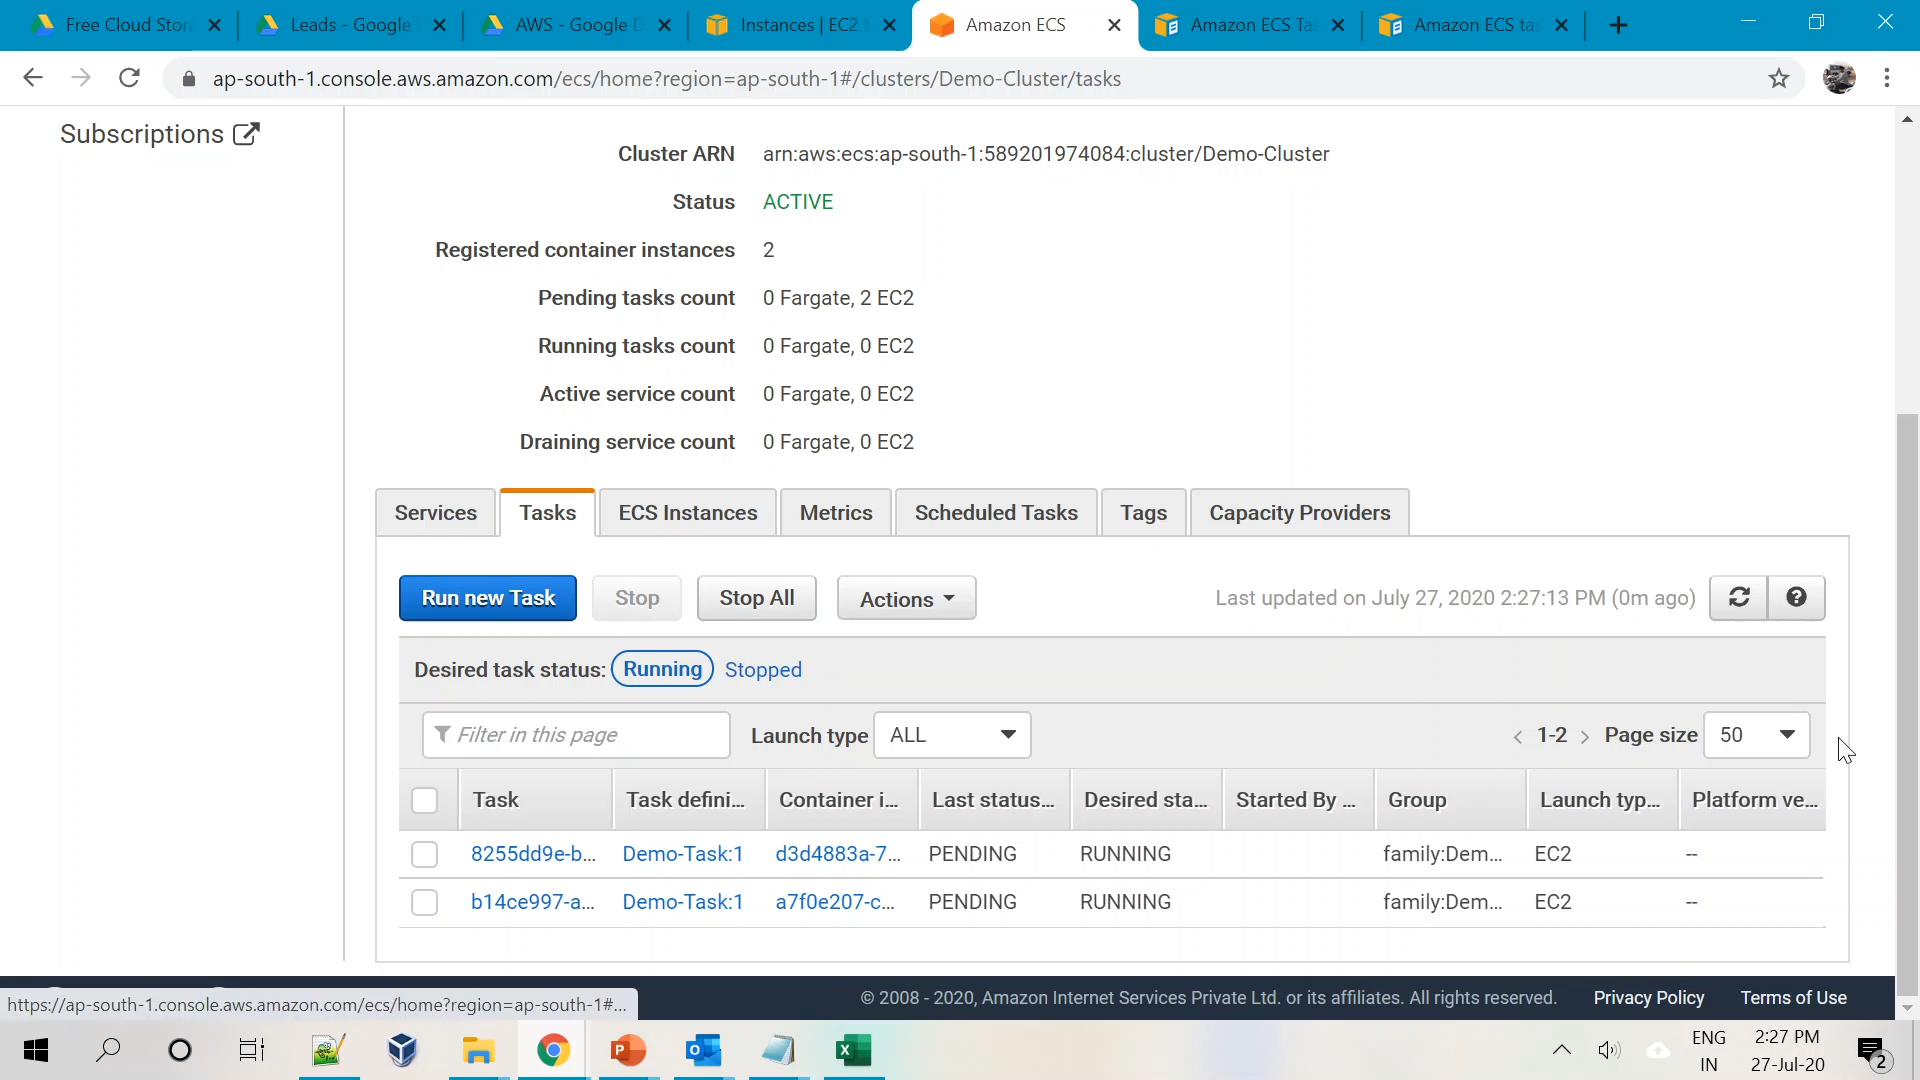 Free Cloud Stora
Leads - Google
AWS - Google D
Instances | EC2
Amazon ECS
Amazon ECS Ta
Amazon ECS tas
ap-south-1.console.aws.amazon.com/ecs/home?region=ap-south-1#/clusters/Demo-Cluster/tasks
Subscriptions
Cluster ARN arn:aws:ecs:ap-south-1:589201974084:cluster/Demo-Cluster
Status ACTIVE
Registered container instances 2
Pending tasks count 0 Fargate, 2 EC2
Running tasks count 0 Fargate, 0 EC2
Active service count 0 Fargate, 0 EC2
Draining service count 0 Fargate, 0 EC2
Services Tasks ECS Instances Metrics Scheduled Tasks Tags Capacity Providers
Run new Task Stop Stop All Actions Last updated on July 27, 2020 2:27:13 PM (0m ago)
Desired task status: Running Stopped
Filter in this page Launch type ALL < 1-2 > Page size 50
Task Task defini... Container i... Last status... Desired sta... Started By ... Group Launch typ... Platform ve...
8255dd9e-b... Demo-Task:1 d3d4883a-7... PENDING RUNNING family:Dem... EC2 --
b14ce997-a... Demo-Task:1 a7f0e207-c... PENDING RUNNING family:Dem... EC2 --
https://ap-south-1.console.aws.amazon.com/ecs/home?region=ap-south-1#...
© 2008 - 2020, Amazon Internet Services Private Ltd. or its affiliates. All rights reserved. Privacy Policy Terms of Use
ENG
IN
2:27 PM
27-Jul-20
2